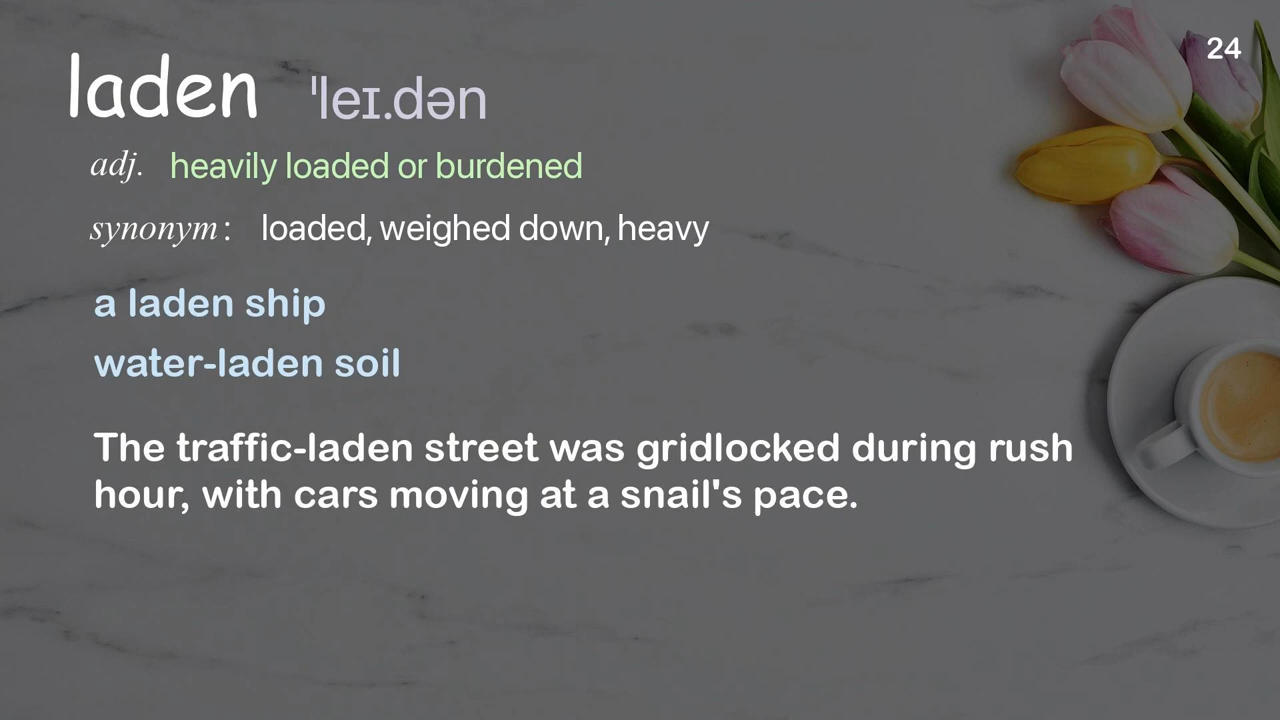 24
laden ˈleɪ.dən
adj. heavily loaded or burdened
synonym: loaded, weighed down, heavy
a laden ship
water-laden soil
The traffic-laden street was gridlocked during rush
hour, with cars moving at a snail's pace.